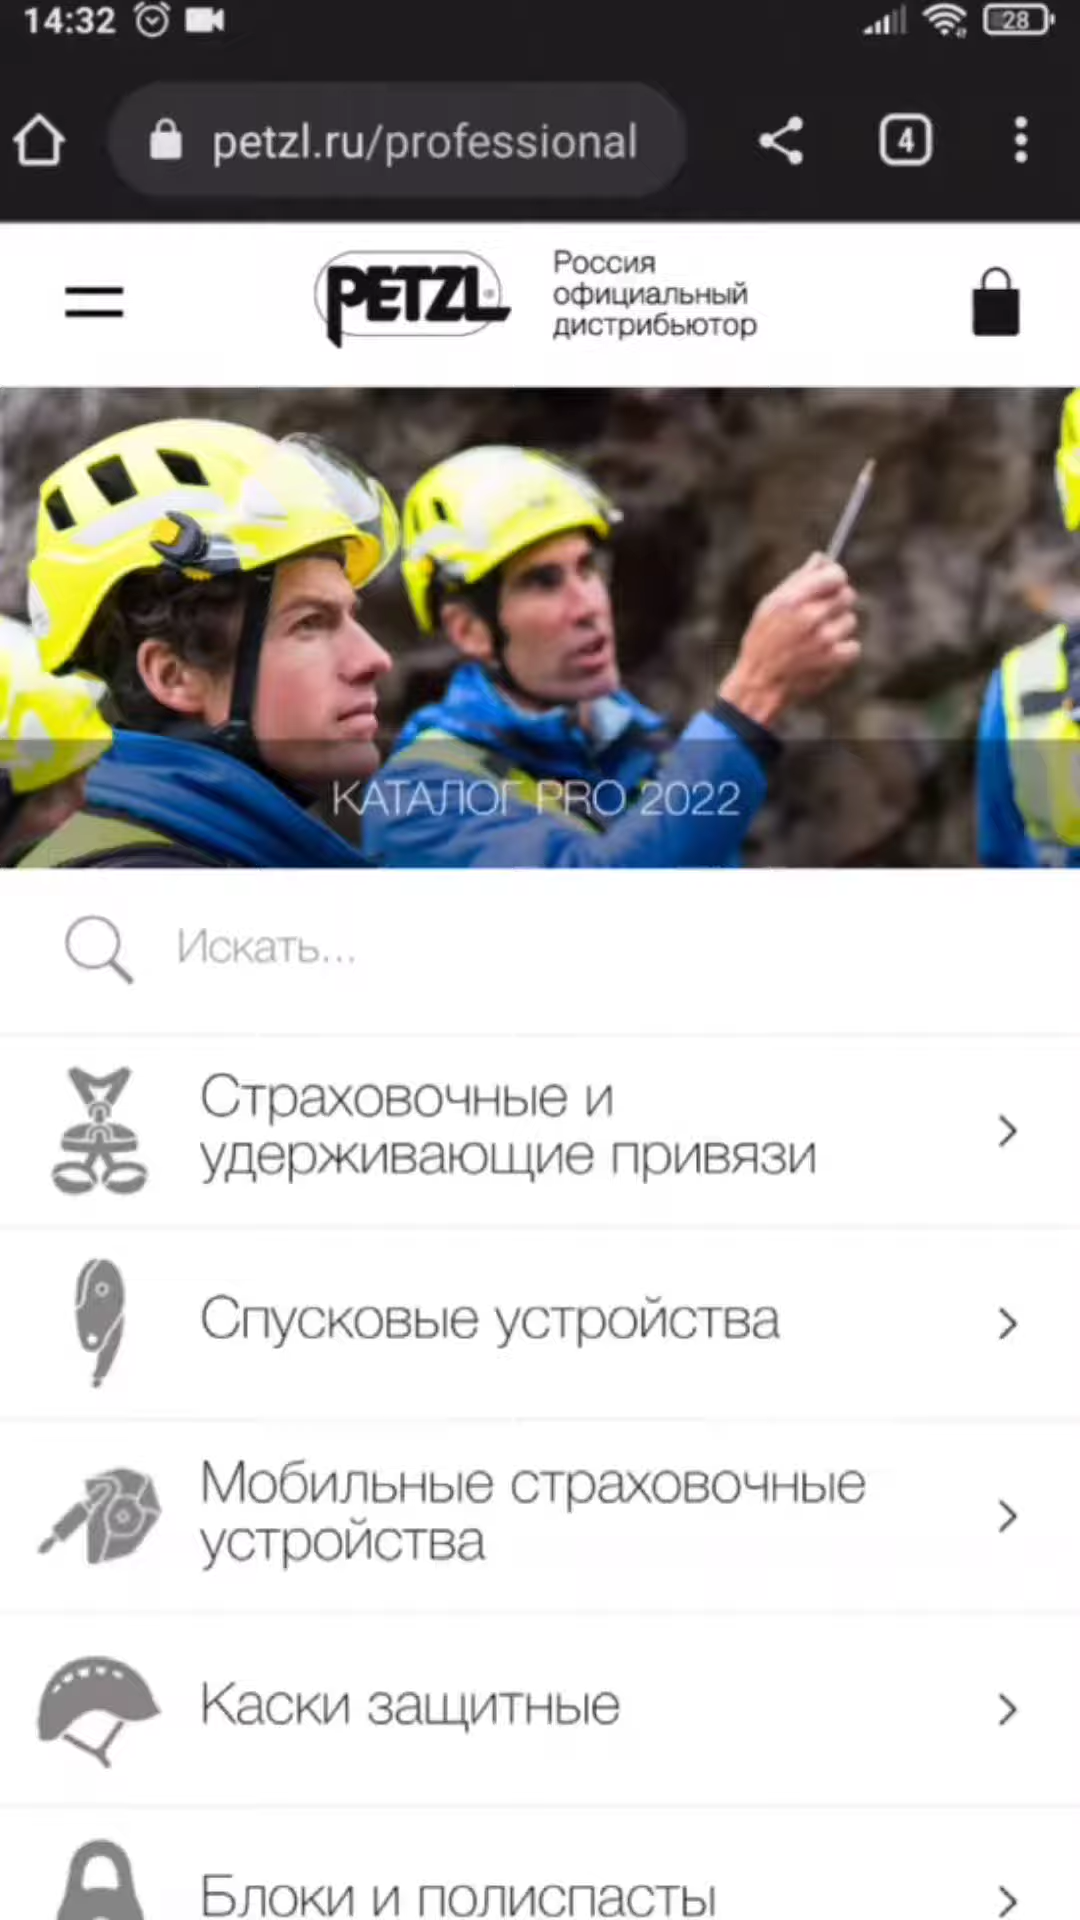 14:32
28
petzl.ru/professional
4
PETZL
Россия
официальный
дистрибьютор
КАТАЛОГ PRO 2022
Искать...
Страховочные и
удерживающие привязи
Спусковые устройства
Мобильные страховочные
устройства
Каски защитные
Блоки и полиспасты